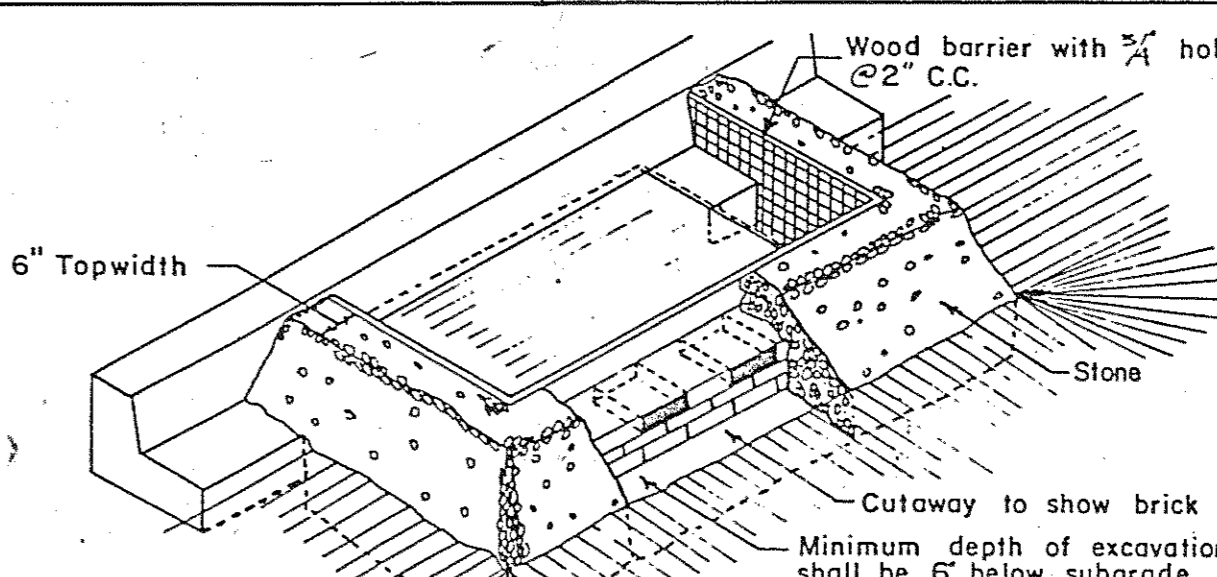 Wood barrier with 3/4" hol
@2" C.C.
6" Topwidth
Stone
Cutaway to show brick
Minimum depth of excavation
shall be 6" below subgrade